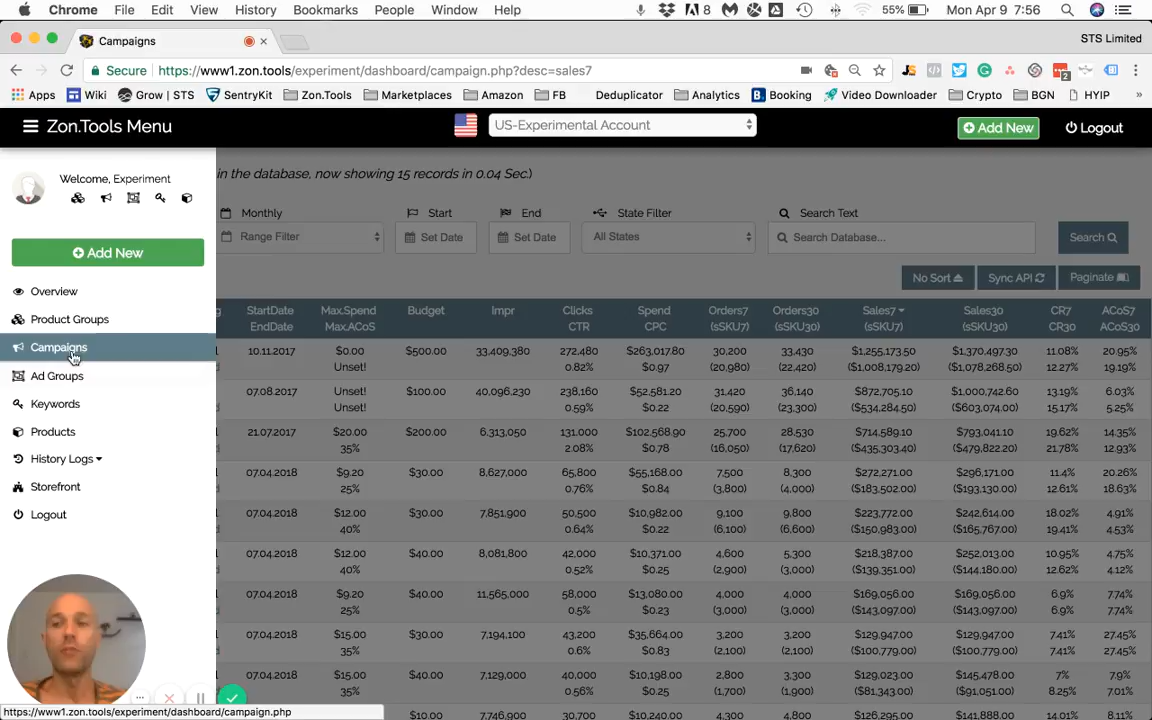 Chrome File Edit View History Bookmarks People Window Help 8 55% Mon Apr 9 7:56
Campaigns STS Limited
Secure https://www1.zon.tools/experiment/dashboard/campaign.php?desc=sales7 2
Apps Wiki Grow | STS SentryKit Zon.Tools Marketplaces Amazon FB Deduplicator Analytics Booking Video Downloader Crypto BGN HYIP »
Zon.Tools Menu US-Experimental Account Add New Logout
Welcome, Experiment
in the database, now showing 15 records in 0.04 Sec.)
Monthly Start End State Filter Search Text
Range Filter Set Date Set Date All States Search Database... Search
Add New
No Sort Sync API Paginate
Overview
Product Groups
Campaigns
Ad Groups
Keywords
Products
History Logs
Storefront
Logout
StartDate Max.Spend Budget Impr Clicks Spend Orders7 Orders30 Sales7 Sales30 CR7 ACoS7
EndDate Max.ACoS CTR CPC (sSKU7) (sSKU30) (sSKU7) (sSKU30) CR30 ACoS30
10.11.2017 $0.00 $500.00 33,409,380 272,480 $263,017.80 30,200 33,430 $1,255,173.50 $1,370,497.30 11.08% 20.95%
Unset! 0.82% $0.97 (20,980) (22,420) ($1,008,179.20) ($1,078,268.50) 12.27% 19.19%
07.08.2017 Unset! $100.00 40,096,230 238,160 $52,581.20 31,420 36,140 $872,705.10 $1,000,742.60 13.19% 6.03%
Unset! 0.59% $0.22 (20,590) (23,300) ($534,284.50) ($603,074.00) 15.17% 5.25%
21.07.2017 $20.00 $200.00 6,313,050 131,000 $102,568.90 25,700 28,530 $714,589.10 $793,041.10 19.62% 14.35%
35% 2.08% $0.78 (16,050) (17,620) ($435,303.40) ($479,822.20) 21.78% 12.93%
07.04.2018 $9.20 $30.00 8,627,000 65,800 $55,168.00 7,500 8,300 $272,271.00 $296,171.00 11.4% 20.26%
25% 0.76% $0.84 (3,800) (4,000) ($183,502.00) ($193,130.00) 12.61% 18.63%
07.04.2018 $12.00 $40.00 7,851,900 50,500 $10,982.00 9,100 9,800 $223,772.00 $242,614.00 18.02% 4.91%
40% 0.64% $0.22 (6,100) (6,600) ($150,983.00) ($165,767.00) 19.41% 4.53%
07.04.2018 $12.00 $40.00 8,081,800 42,000 $10,371.00 4,600 5,300 $218,387.00 $252,013.00 10.95% 4.75%
40% 0.52% $0.25 (2,900) (3,000) ($139,351.00) ($144,180.00) 12.62% 4.12%
07.04.2018 $9.20 $40.00 11,565,000 58,000 $13,080.00 4,000 4,000 $169,056.00 $169,056.00 6.9% 7.74%
25% 0.5% $0.23 (3,000) (3,000) ($143,097.00) ($143,097.00) 6.9% 7.74%
07.04.2018 $15.00 $30.00 7,194,100 43,200 $35,664.00 3,200 3,200 $129,947.00 $129,947.00 7.41% 27.45%
35% 0.6% $0.83 (2,100) (2,100) ($100,779.00) ($100,779.00) 7.41% 27.45%
07.04.2018 $15.00 $40.00 7,129,000 40,000 $10,198.00 2,800 3,300 $129,023.00 $145,478.00 7% 7.9%
35% 0.56% $0.25 (1,700) (1,900) ($81,343.00) ($91,051.00) 8.25% 7.01%
$10.00 7,746,900 30,700 $10,240.00 4,300 4,800 $126,295.00 $141,888.00 14.01% 8.11%
https://www1.zon.tools/experiment/dashboard/campaign.php